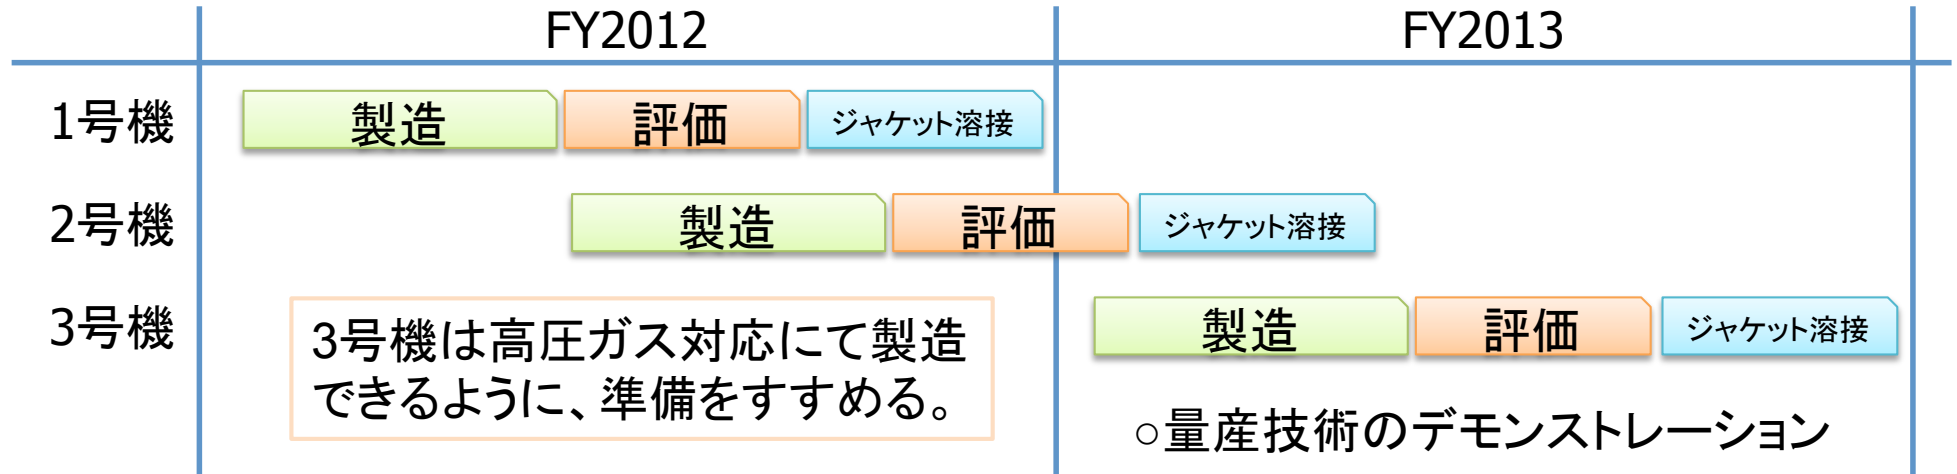 FY2012
FY2013
1号機
製造
評価
ジャケット溶接
2号機
製造
評価
ジャケット溶接
3号機
製造
評価
ジャケット溶接
3号機は高圧ガス対応にて製造
できるように、準備をすすめる。
○量産技術のデモンストレーション